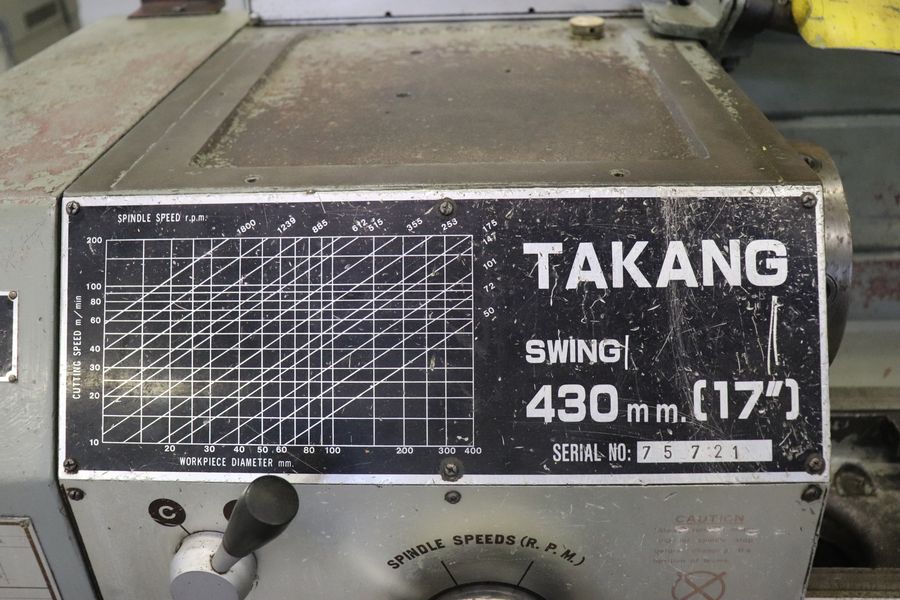 SPINDLE SPEED r.p.m.
1800 1239 885 612 515 355 253 175
147
101
72
50
200
100
80
60
40
30
20
10
CUTTING SPEED m/min
20 30 40 50 60 80 100 200 300 400
WORKPIECE DIAMETER mm.
TAKANG
SWING
430 mm. (17")
SERIAL NO: 75721
C
SPINDLE SPEEDS (R.P.M.)
CAUTION